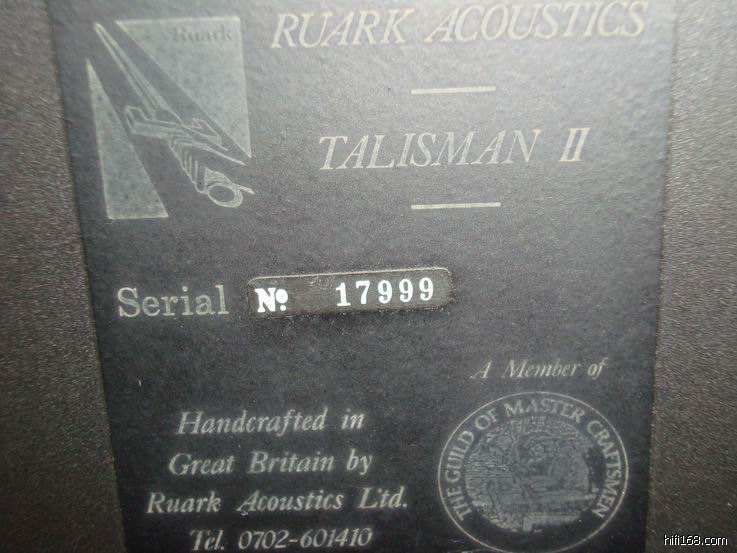 Ruark
RUARK ACOUSTICS
TALISMAN II
Serial Nº. 17999
A Member of
THE GUILD OF MASTER CRAFTSMEN
Handcrafted in
Great Britain by
Ruark Acoustics Ltd.
Tel. 0702-601410
hifi168.com